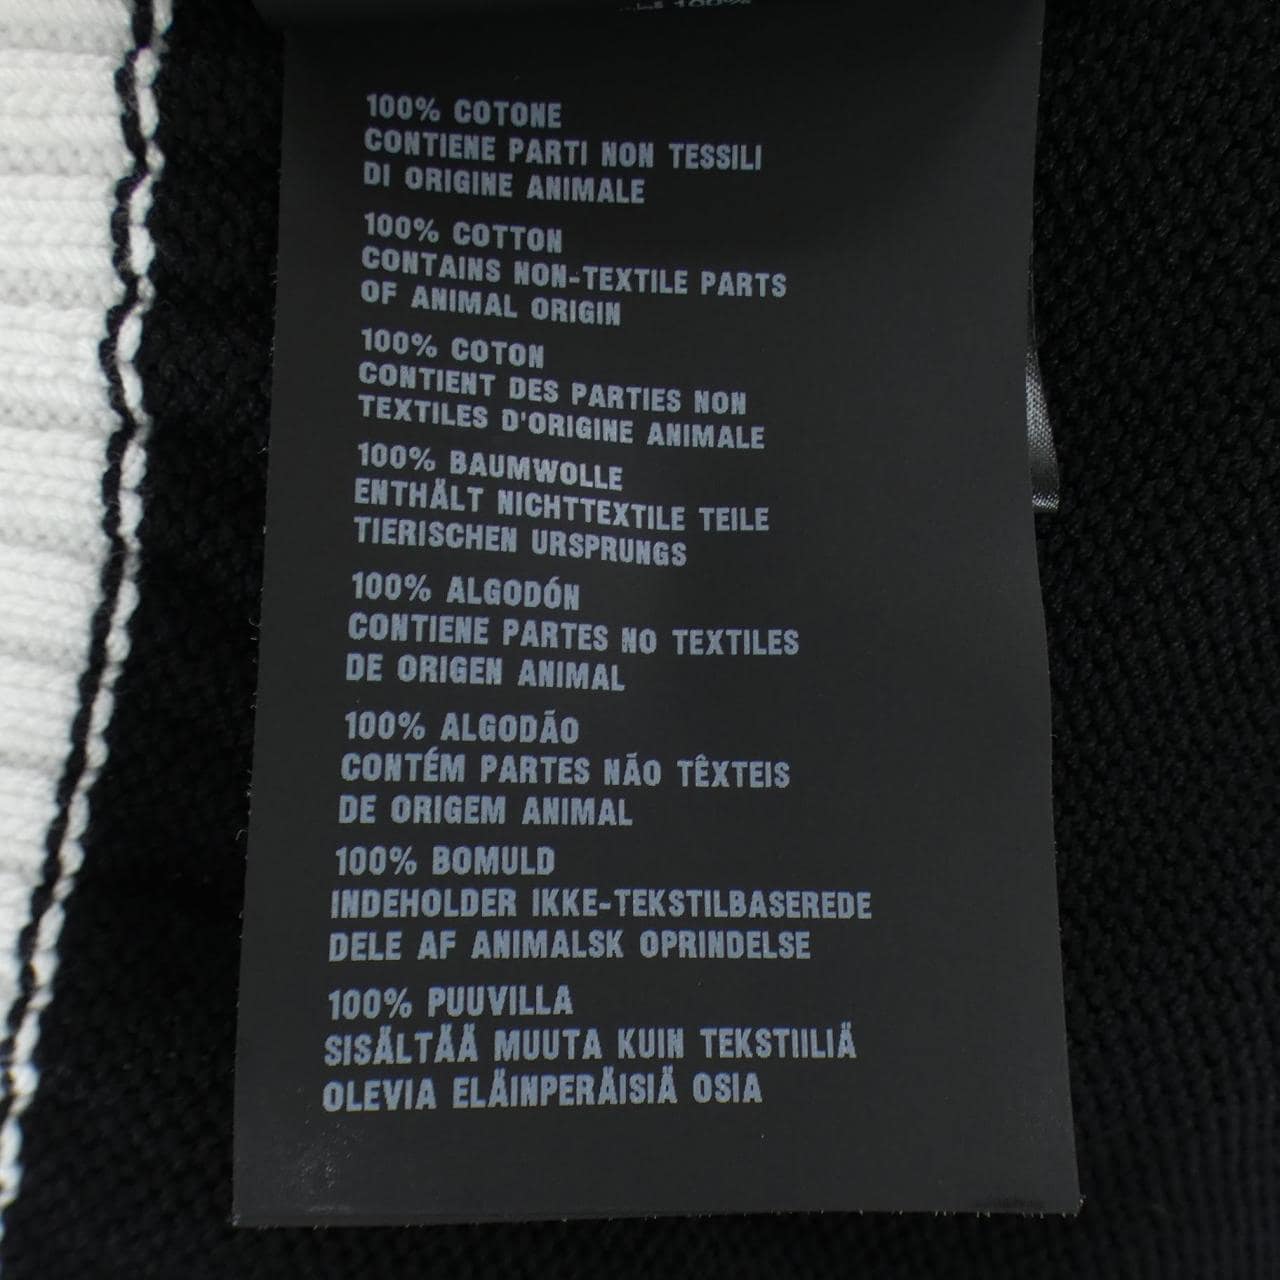 100%
100% COTONE
CONTIENE PARTI NON TESSILI
DI ORIGINE ANIMALE
100% COTTON
CONTAINS NON-TEXTILE PARTS
OF ANIMAL ORIGIN
100% COTON
CONTIENT DES PARTIES NON
TEXTILES D'ORIGINE ANIMALE
100% BAUMWOLLE
ENTHÄLT NICHTTEXTILE TEILE
TIERISCHEN URSPRUNGS
100% ALGODÓN
CONTIENE PARTES NO TEXTILES
DE ORIGEN ANIMAL
100% ALGODÃO
CONTÉM PARTES NÃO TÊXTEIS
DE ORIGEM ANIMAL
100% BOMULD
INDEHOLDER IKKE-TEKSTILBASEREDE
DELE AF ANIMALSK OPRINDELSE
100% PUUVILLA
SISÄLTÄÄ MUUTA KUIN TEKSTIILIÄ
OLEVIA ELÄINPERÄISIÄ OSIA